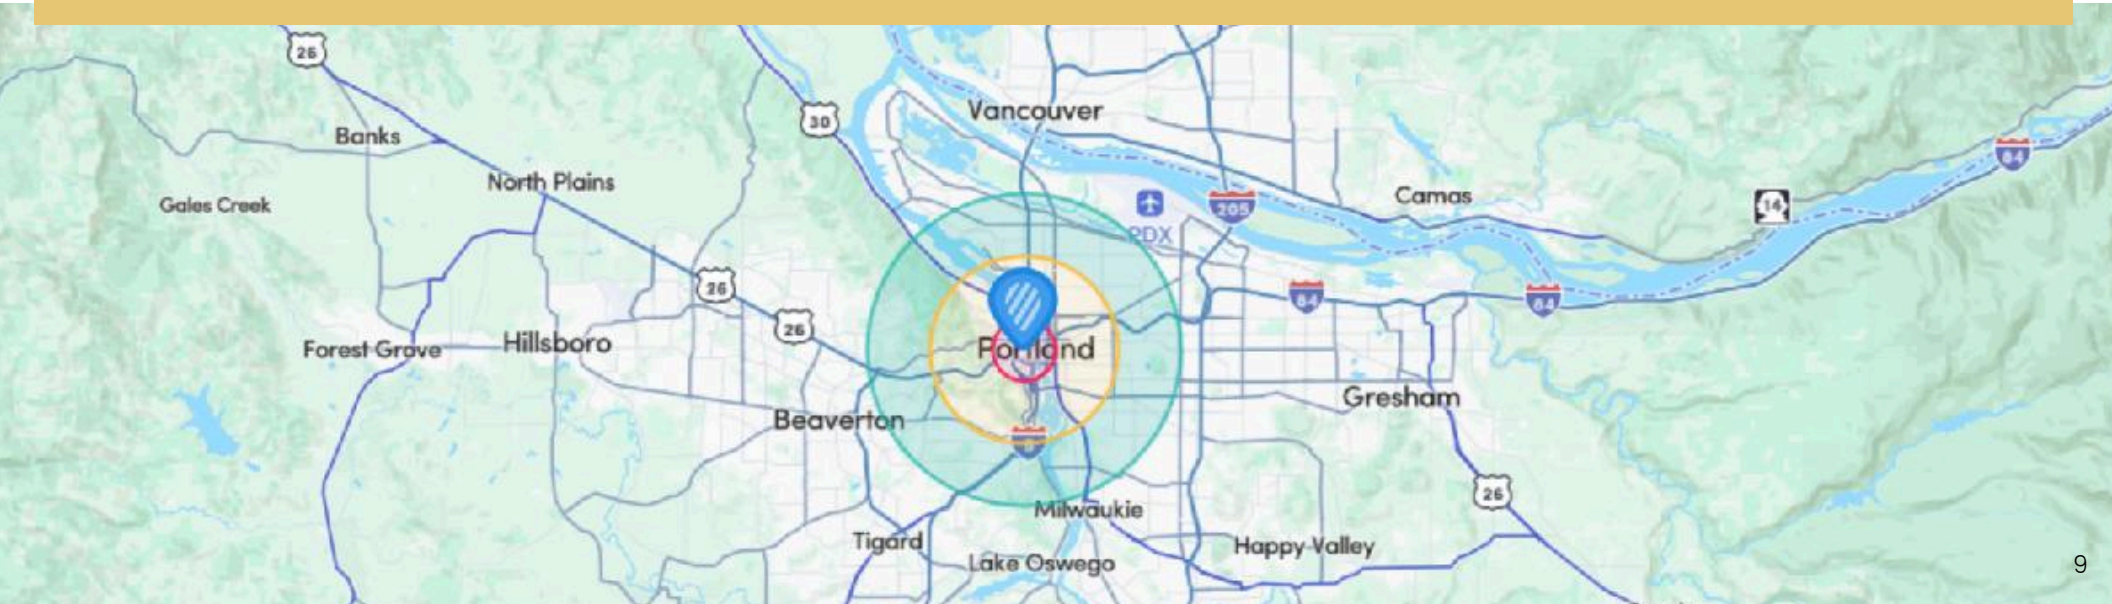 26
30
Vancouver
Banks
84
North Plains
Camas
Gales Creek
205
14
PDX
26
84
84
26
Forest Grove
Hillsboro
Portland
Gresham
Beaverton
5
26
Milwaukie
Tigard
Happy Valley
Lake Oswego
9